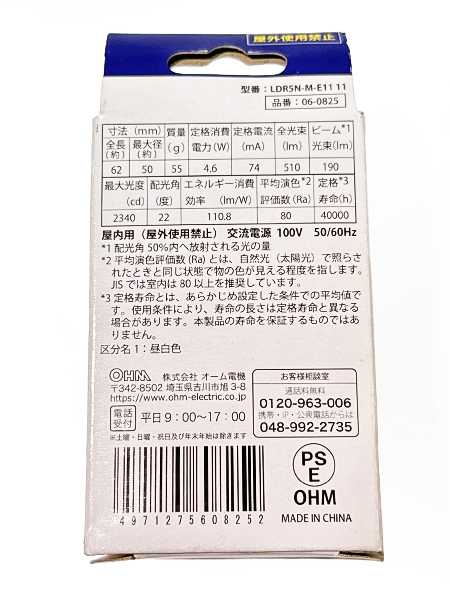 屋外使用禁止
型番：LDR5N-M-E11 11
品番：06-0825
寸法（mm） 質量（g） 定格消費電力（W） 定格電流（mA） 全光束（lm） ビーム*1光束（lm）
全長（約） 最大径（約）
62 50 55 4.6 74 510 190
最大光度（cd） 配光角（度） エネルギー消費効率（lm/W） 平均演色*2評価数（Ra） 定格*3寿命（h）
2340 22 110.8 80 40000
屋内用（屋外使用禁止） 交流電源 100V 50/60Hz
*1 配光角 50%内へ放射される光の量
*2 平均演色評価数（Ra）とは、自然光（太陽光）で照らさ
れたときと同じ状態で物の色が見える程度を指します。
JISでは室内は 80 以上を推奨しています。
*3 定格寿命とは、あらかじめ設定した条件での平均値で
す。使用条件により、寿命の長さは定格寿命と異なる
場合があります。本製品の寿命を保証するものではあ
りません。
区分名 1：昼白色
OHM 株式会社 オーム電機
〒342-8502 埼玉県吉川市旭 3-8
https://www.ohm-electric.co.jp
電話受付 平日 9：00〜17：00
※土曜・日曜・祝日及び年末年始は除きます
お客様相談室
通話料無料
0120-963-006
携帯・IP・公衆電話からは
048-992-2735
4971275608252
PS
E
OHM
MADE IN CHINA